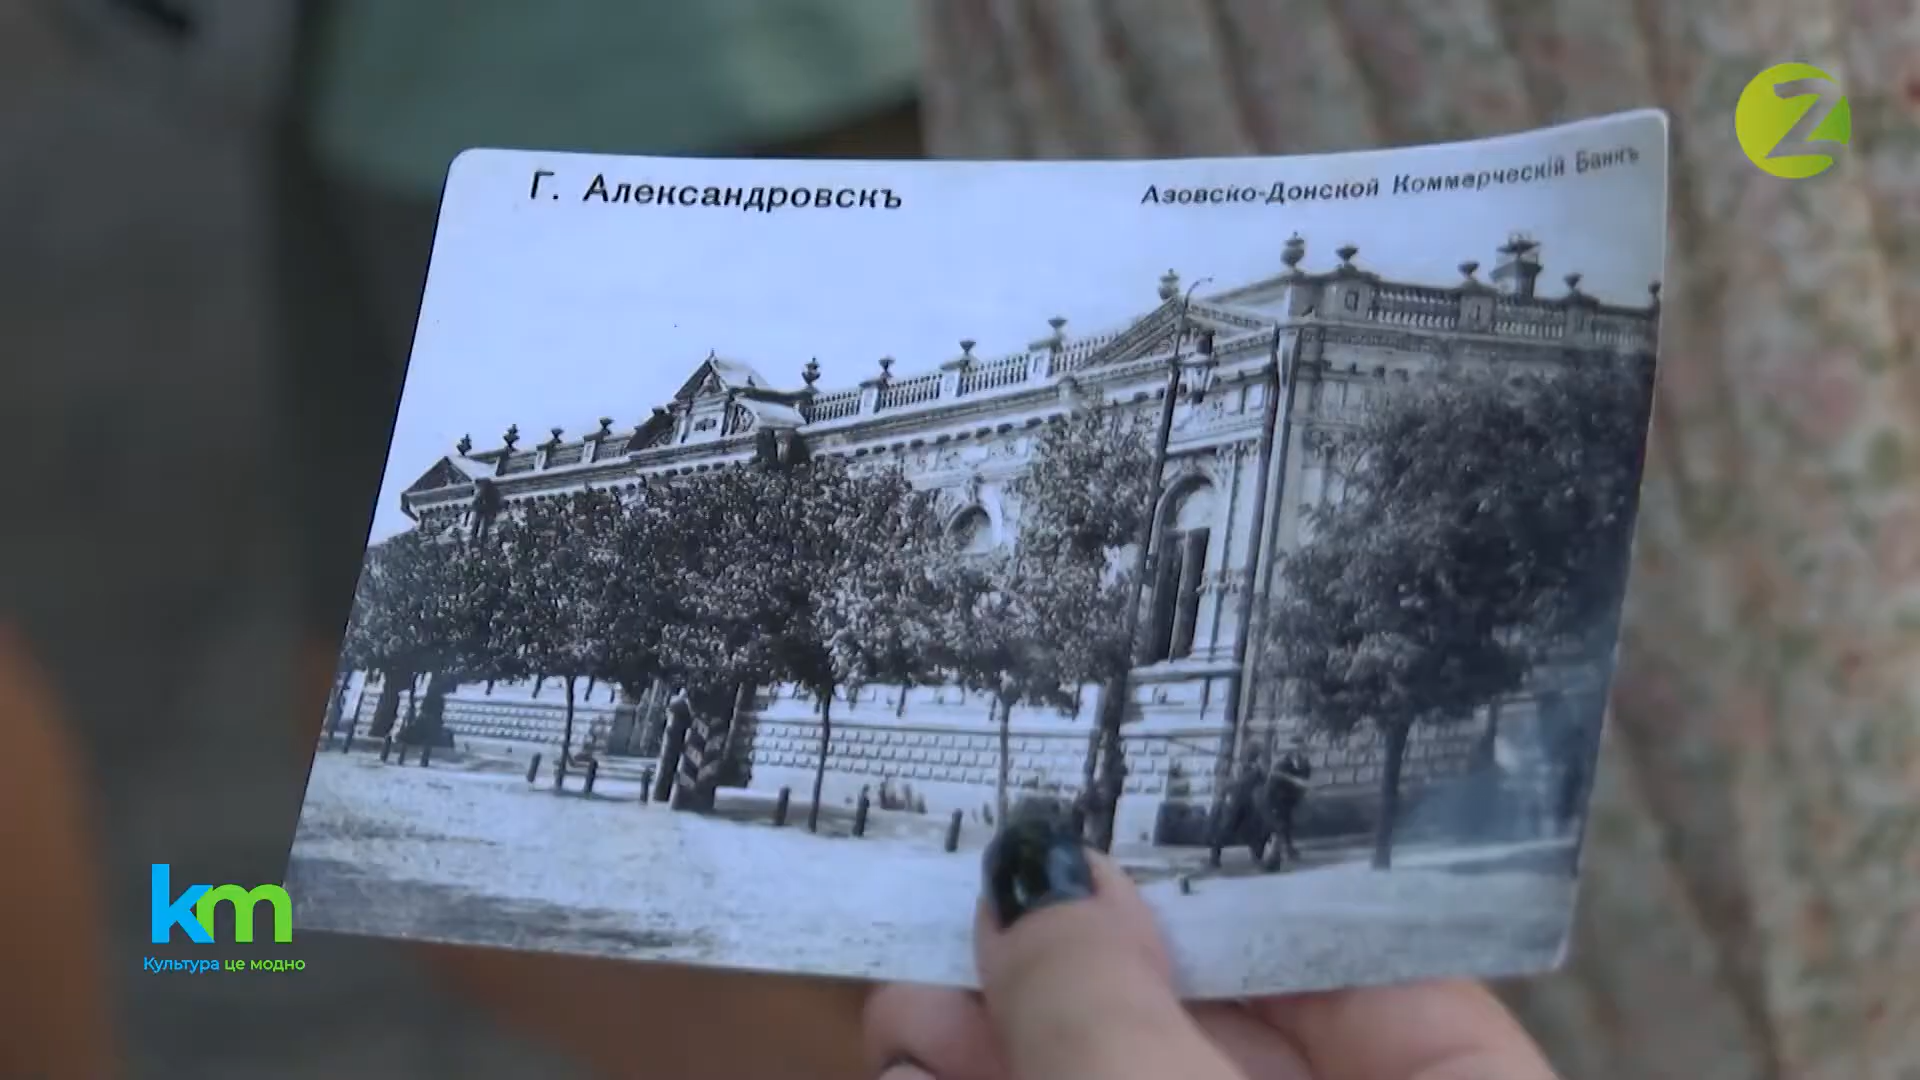 Г. Александровскъ
Азовско-Донской Коммерческій Банкъ
Z
km
Культура це модно